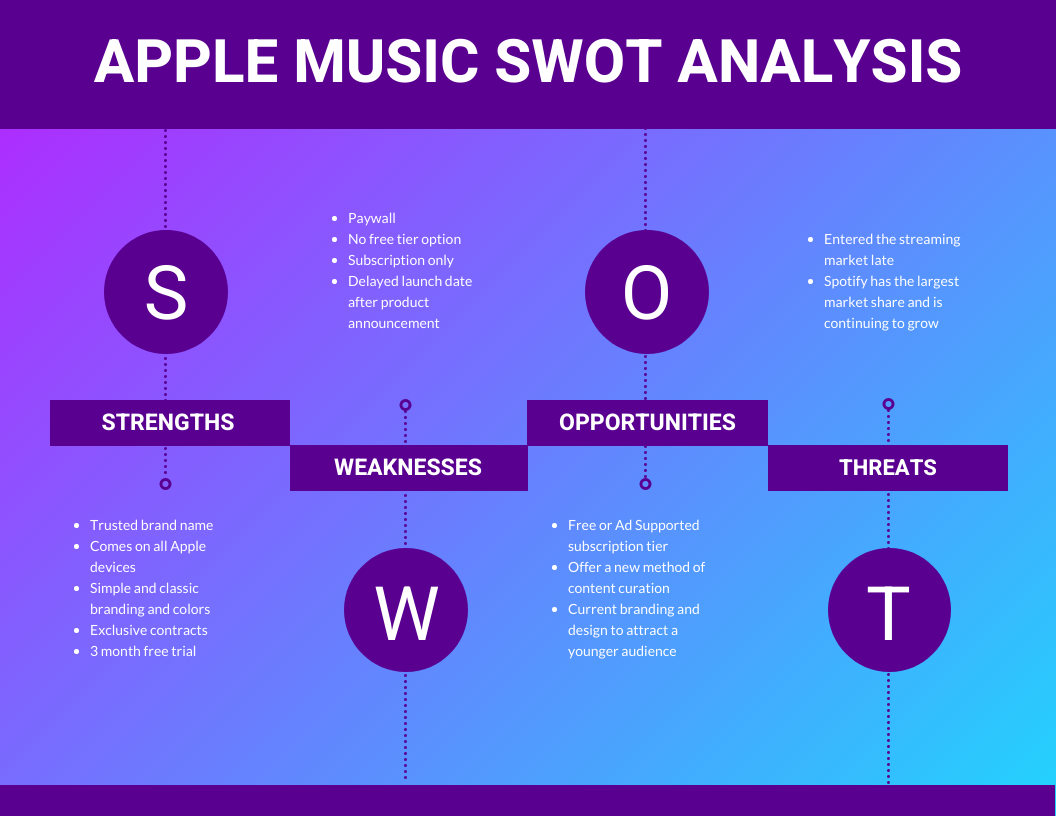 APPLE MUSIC SWOT ANALYSIS
S
STRENGTHS
• Trusted brand name
• Comes on all Apple
devices
• Simple and classic
branding and colors
• Exclusive contracts
• 3 month free trial
• Paywall
• No free tier option
• Subscription only
• Delayed launch date
after product
announcement
WEAKNESSES
W
O
OPPORTUNITIES
• Free or Ad Supported
subscription tier
• Offer a new method of
content curation
• Current branding and
design to attract a
younger audience
• Entered the streaming
market late
• Spotify has the largest
market share and is
continuing to grow
THREATS
T